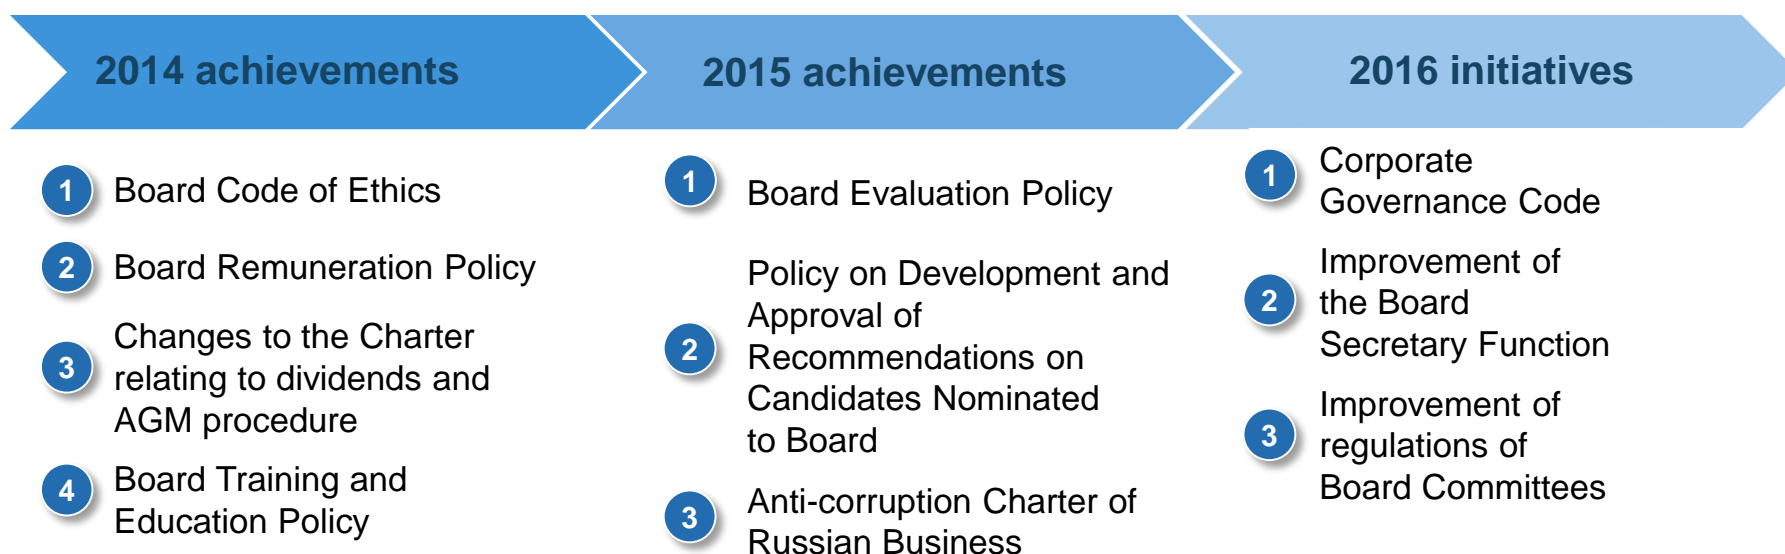 2014 achievements
1 Board Code of Ethics
2 Board Remuneration Policy
3 Changes to the Charter
relating to dividends and
AGM procedure
4 Board Training and
Education Policy
2015 achievements
1 Board Evaluation Policy
2 Policy on Development and
Approval of
Recommendations on
Candidates Nominated
to Board
3 Anti-corruption Charter of
Russian Business
2016 initiatives
1 Corporate
Governance Code
2 Improvement of
the Board
Secretary Function
3 Improvement of
regulations of
Board Committees